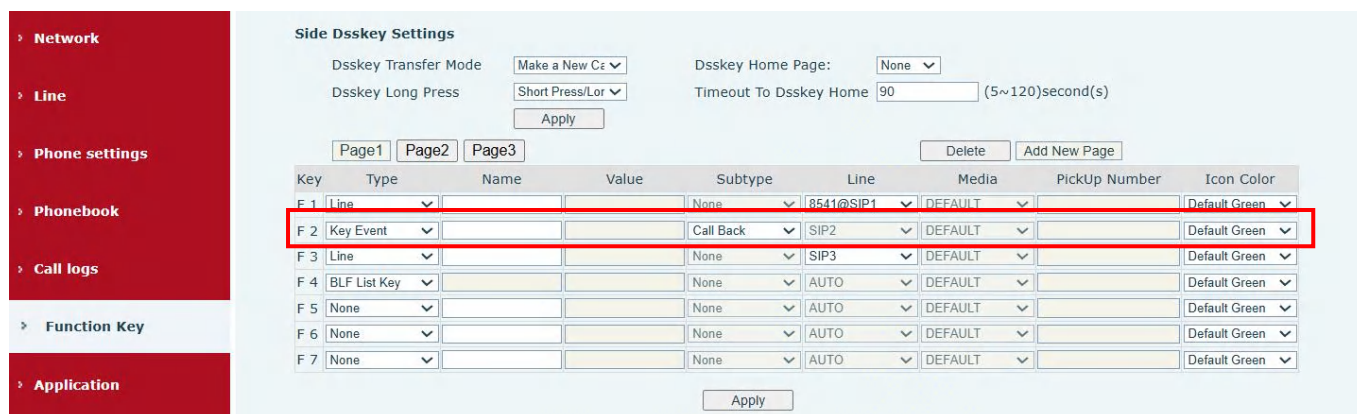 Network
Line
Phone settings
Phonebook
Call logs
Function Key
Application
Side Dsskey Settings
Dsskey Transfer Mode Make a New Ca Dsskey Home Page: None
Dsskey Long Press Short Press/Lor Timeout To Dsskey Home 90 (5~120)second(s)
Apply
Page1 Page2 Page3 Delete Add New Page
Key Type Name Value Subtype Line Media PickUp Number Icon Color
F 1 Line None 8541@SIP1 DEFAULT Default Green
F 2 Key Event Call Back SIP2 DEFAULT Default Green
F 3 Line None SIP3 DEFAULT Default Green
F 4 BLF List Key None AUTO DEFAULT Default Green
F 5 None None AUTO DEFAULT Default Green
F 6 None None AUTO DEFAULT Default Green
F 7 None None AUTO DEFAULT Default Green
Apply